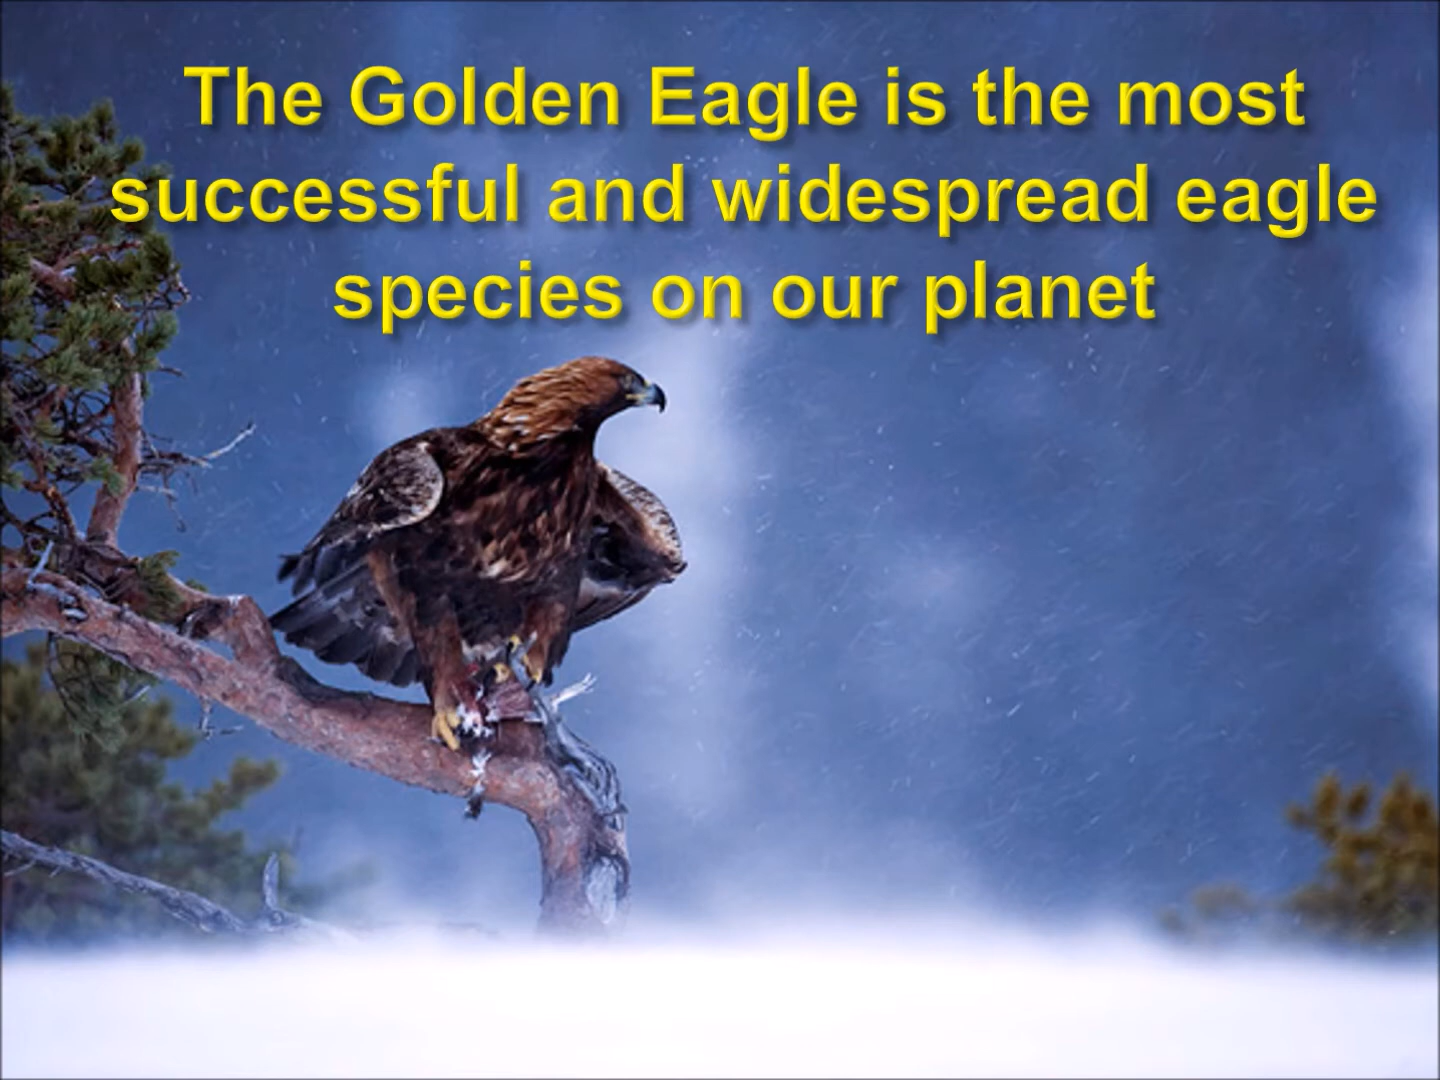 The Golden Eagle is the most
successful and widespread eagle
species on our planet